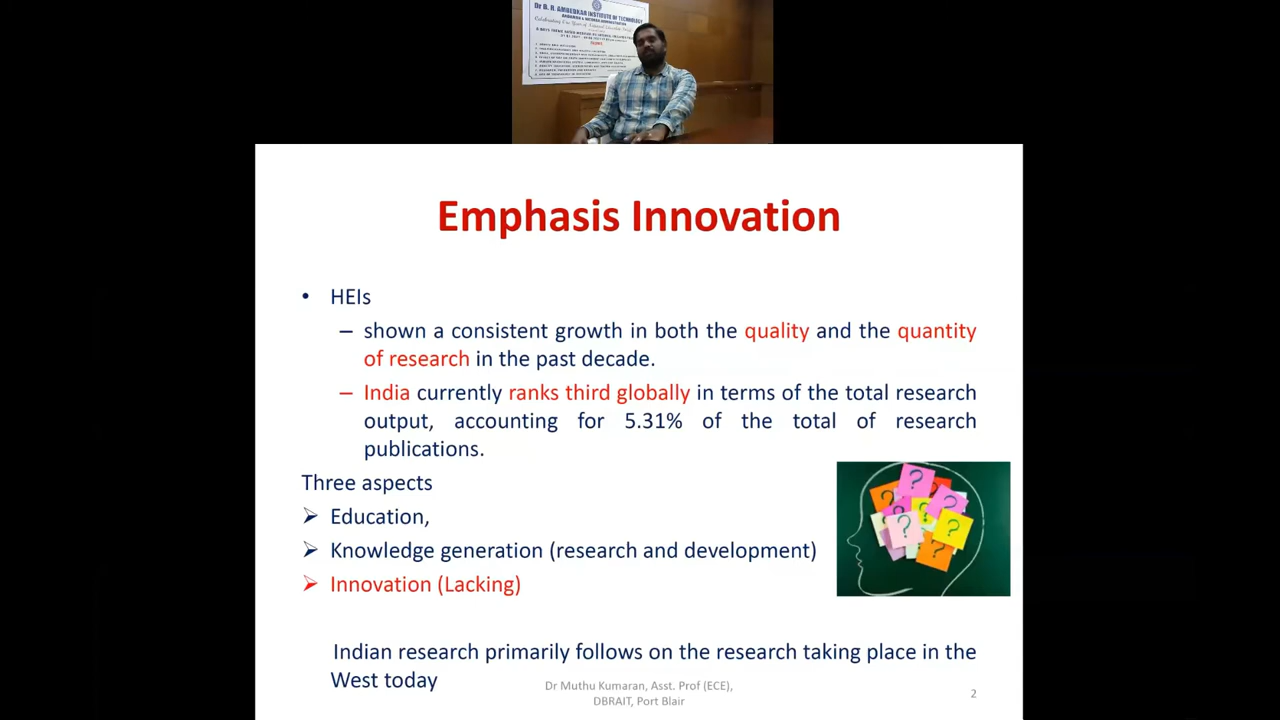 Dr B. R. AMBEDKAR INSTITUTE OF TECHNOLOGY
Emphasis Innovation
• HEIs
– shown a consistent growth in both the quality and the quantity
of research in the past decade.
– India currently ranks third globally in terms of the total research
output, accounting for 5.31% of the total of research
publications.
Three aspects
➢ Education,
➢ Knowledge generation (research and development)
➢ Innovation (Lacking)
? ? ? ? ? ?
Indian research primarily follows on the research taking place in the
West today
Dr Muthu Kumaran, Asst. Prof (ECE),
DBRAIT, Port Blair
2